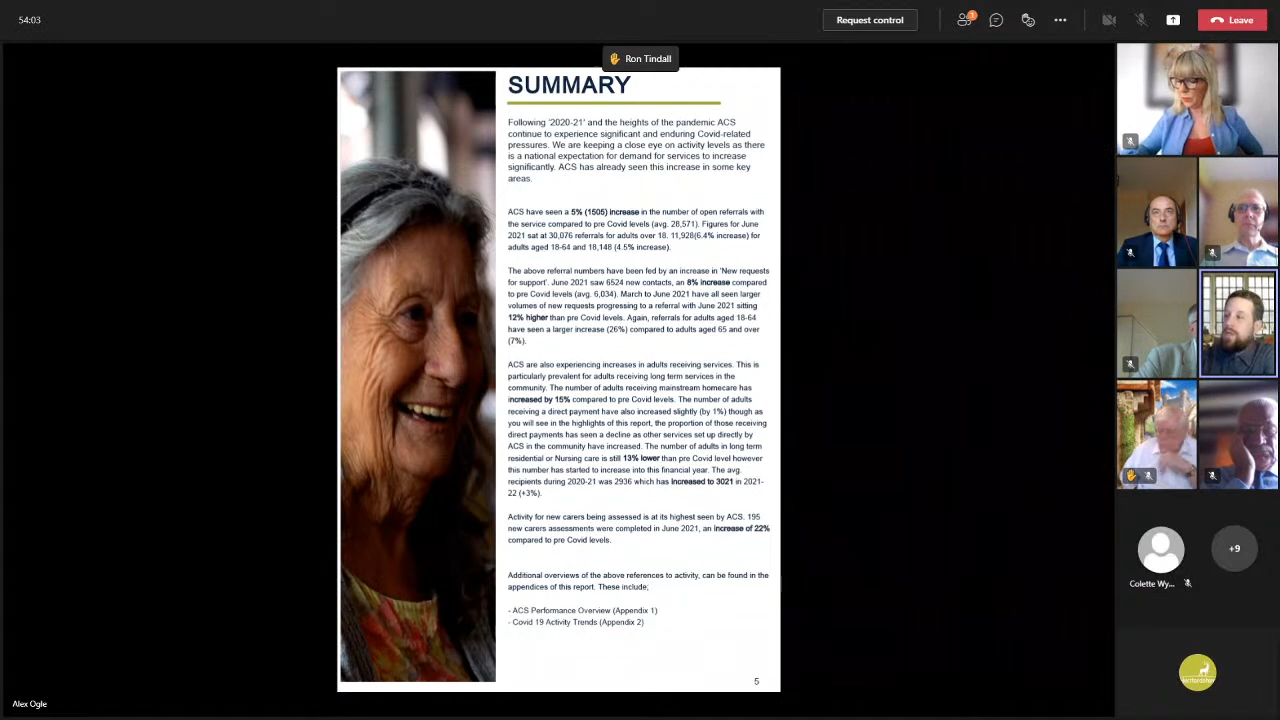 54:03
Request control
1
Leave
Ron Tindall
SUMMARY
Following '2020-21' and the heights of the pandemic ACS
continue to experience significant and enduring Covid-related
pressures. We are keeping a close eye on activity levels as there
is a national expectation for demand for services to increase
significantly. ACS has already seen this increase in some key
areas.
ACS have seen a 5% (1505) increase in the number of open referrals with
the service compared to pre Covid levels (avg. 28,571). Figures for June
2021 sat at 30,076 referrals for adults over 18. 11,928(6.4% increase) for
adults aged 18-64 and 18,148 (4.5% increase).
The above referral numbers have been fed by an increase in 'New requests
for support'. June 2021 saw 6524 new contacts, an 8% increase compared
to pre Covid levels (avg. 6,034). March to June 2021 have all seen larger
volumes of new requests progressing to a referral with June 2021 sitting
12% higher than pre Covid levels. Again, referrals for adults aged 18-64
have seen a larger increase (26%) compared to adults aged 65 and over
(7%).
ACS are also experiencing increases in adults receiving services. This is
particularly prevalent for adults receiving long term services in the
community. The number of adults receiving mainstream homecare has
increased by 15% compared to pre Covid levels. The number of adults
receiving a direct payment have also increased slightly (by 1%) though as
you will see in the highlights of this report, the proportion of those receiving
direct payments has seen a decline as other services set up directly by
ACS in the community have increased. The number of adults in long term
residential or Nursing care is still 13% lower than pre Covid level however
this number has started to increase into this financial year. The avg.
recipients during 2020-21 was 2936 which has increased to 3021 in 2021-
22 (+3%).
Activity for new carers being assessed is at its highest seen by ACS. 195
new carers assessments were completed in June 2021, an increase of 22%
compared to pre Covid levels.
Additional overviews of the above references to activity, can be found in the
appendices of this report. These include;
- ACS Performance Overview (Appendix 1)
- Covid 19 Activity Trends (Appendix 2)
5
+9
Colette Wy...
Alex Ogle